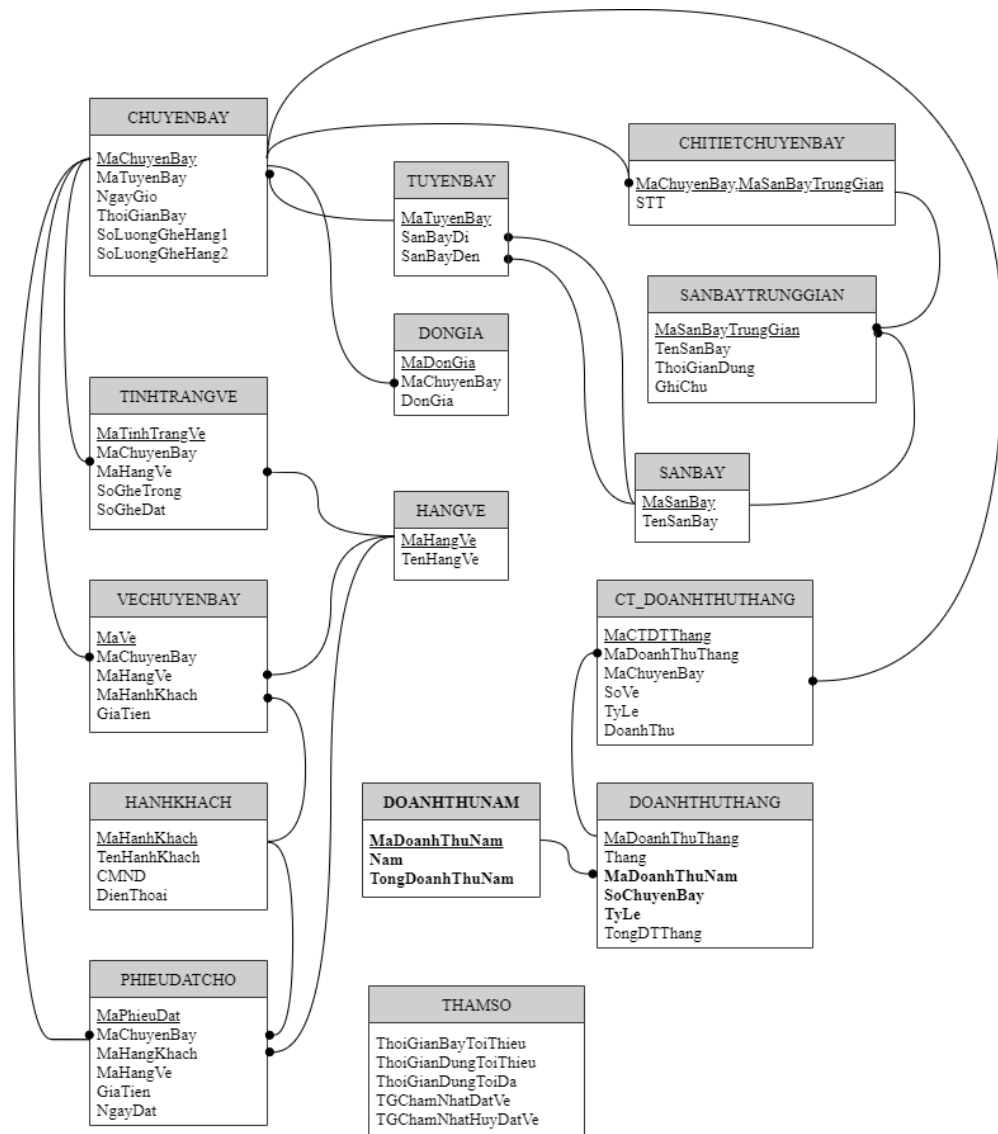 CHUYENBAY
MaChuyenBay
MaTuyenBay
NgayGio
ThoiGianBay
SoLuongGheHang1
SoLuongGheHang2
TUYENBAY
MaTuyenBay
SanBayDi
SanBayDen
CHITIETCHUYENBAY
MaChuyenBay,MaSanBayTrungGian
STT
SANBAYTRUNGGIAN
MaSanBayTrungGian
TenSanBay
ThoiGianDung
GhiChu
DONGIA
MaDonGia
MaChuyenBay
DonGia
TINHTRANGVE
MaTinhTrangVe
MaChuyenBay
MaHangVe
SoGheTrong
SoGheDat
HANGVE
MaHangVe
TenHangVe
SANBAY
MaSanBay
TenSanBay
VECHUYENBAY
MaVe
MaChuyenBay
MaHangVe
MaHanhKhach
GiaTien
CT_DOANHTHUTHANG
MaCTDTThang
MaDoanhThuThang
MaChuyenBay
SoVe
TyLe
DoanhThu
HANHKHACH
MaHanhKhach
TenHanhKhach
CMND
DienThoai
DOANHTHUNAM
MaDoanhThuNam
Nam
TongDoanhThuNam
DOANHTHUTHANG
MaDoanhThuThang
Thang
MaDoanhThuNam
SoChuyenBay
TyLe
TongDTThang
PHIEUDATCHO
MaPhieuDat
MaChuyenBay
MaHangKhach
MaHangVe
GiaTien
NgayDat
THAMSO
ThoiGianBayToiThieu
ThoiGianDungToiThieu
ThoiGianDungToiDa
TGChamNhatDatVe
TGChamNhatHuyDatVe